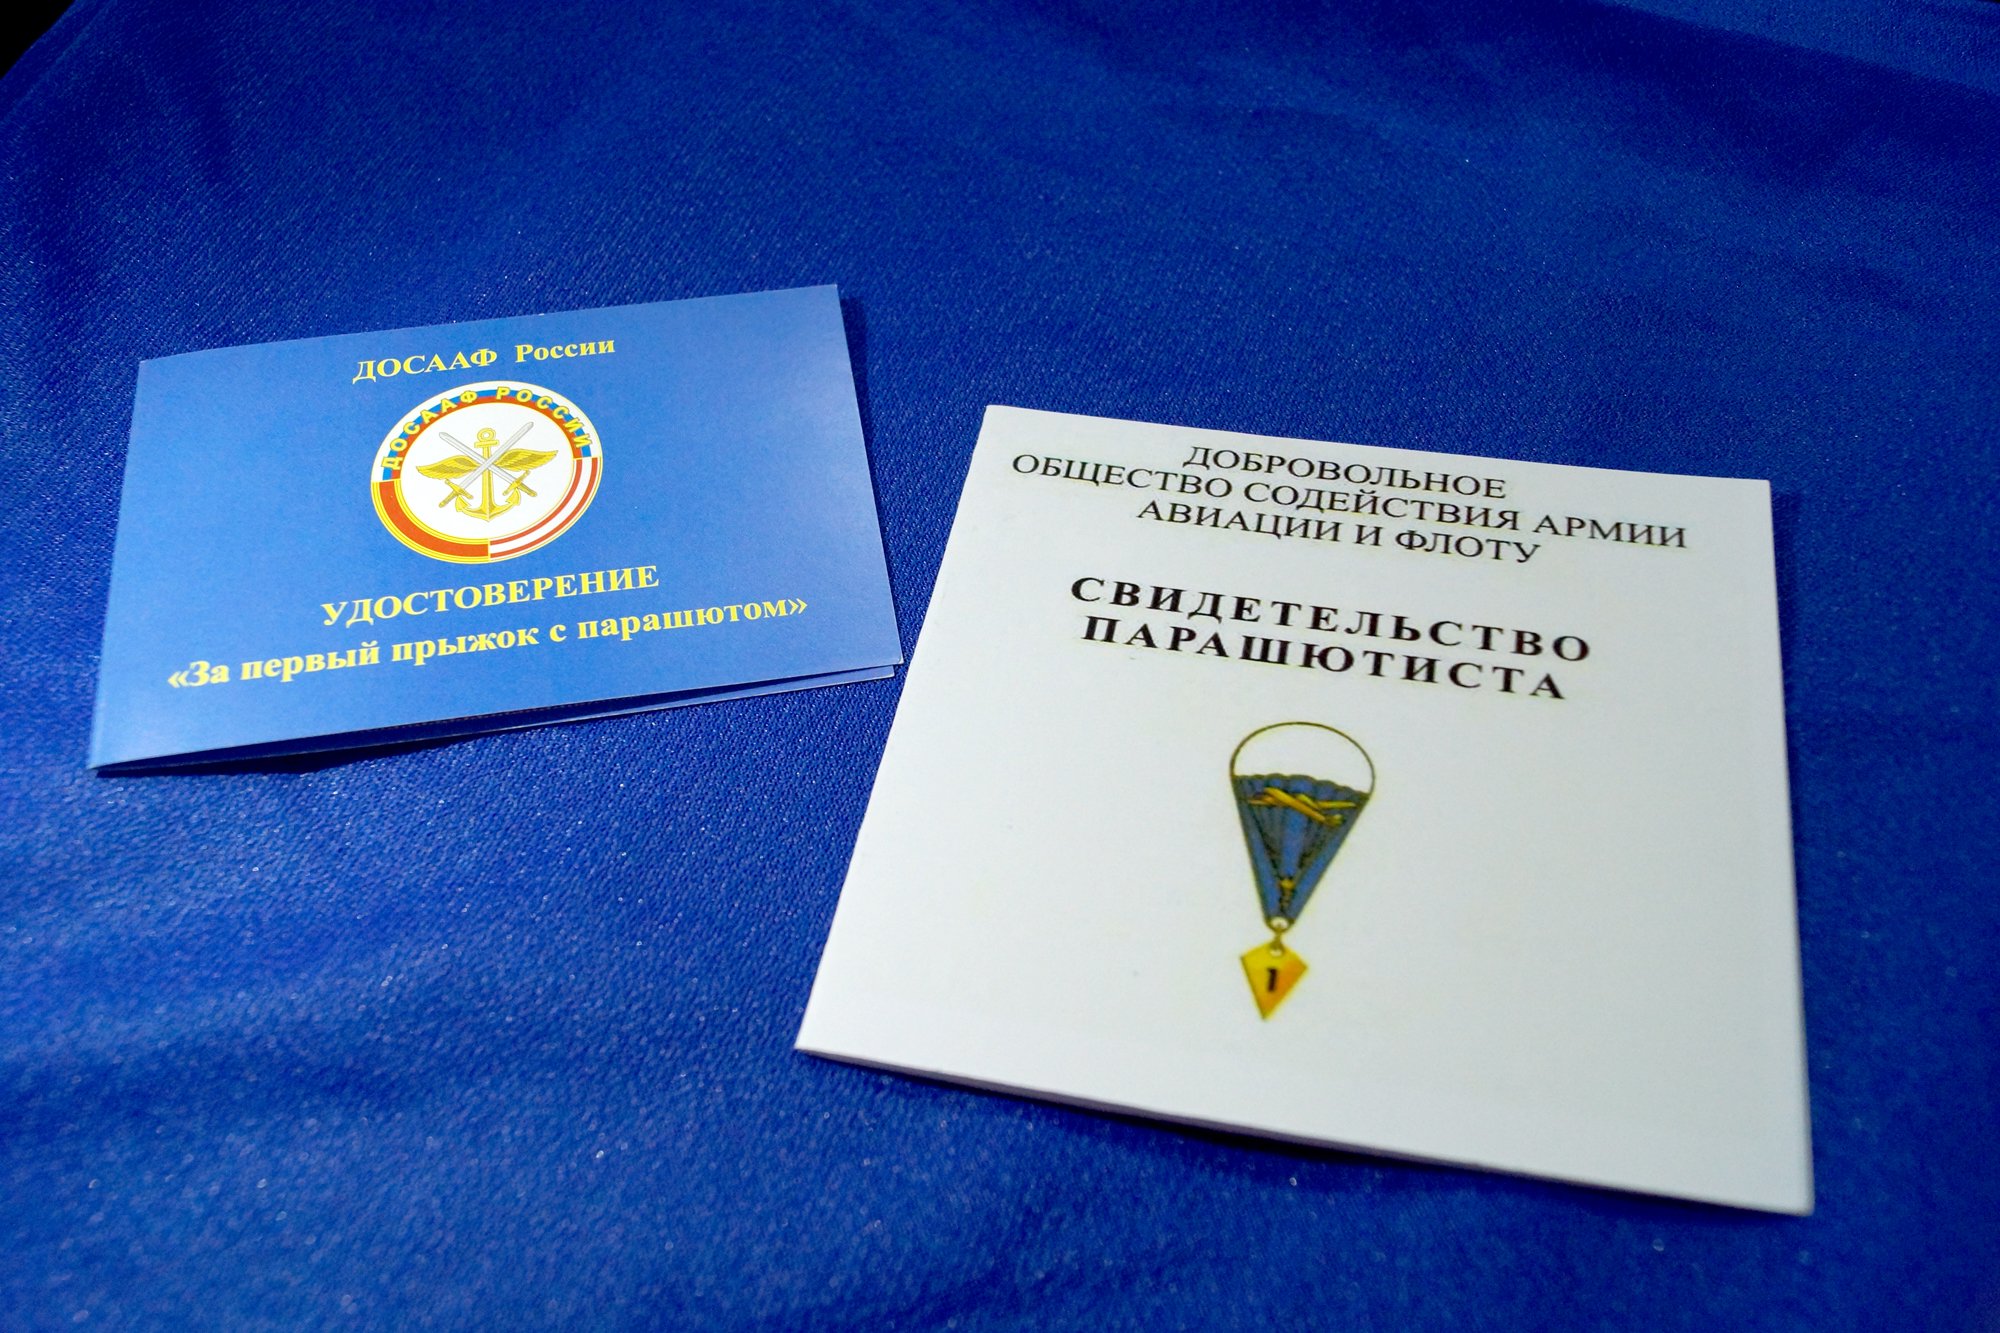 ДОСААФ России
ДОСААФ РОССИИ
УДОСТОВЕРЕНИЕ
«За первый прыжок с парашютом»
ДОБРОВОЛЬНОЕ
ОБЩЕСТВО СОДЕЙСТВИЯ АРМИИ
АВИАЦИИ И ФЛОТУ
СВИДЕТЕЛЬСТВО
ПАРАШЮТИСТА
1